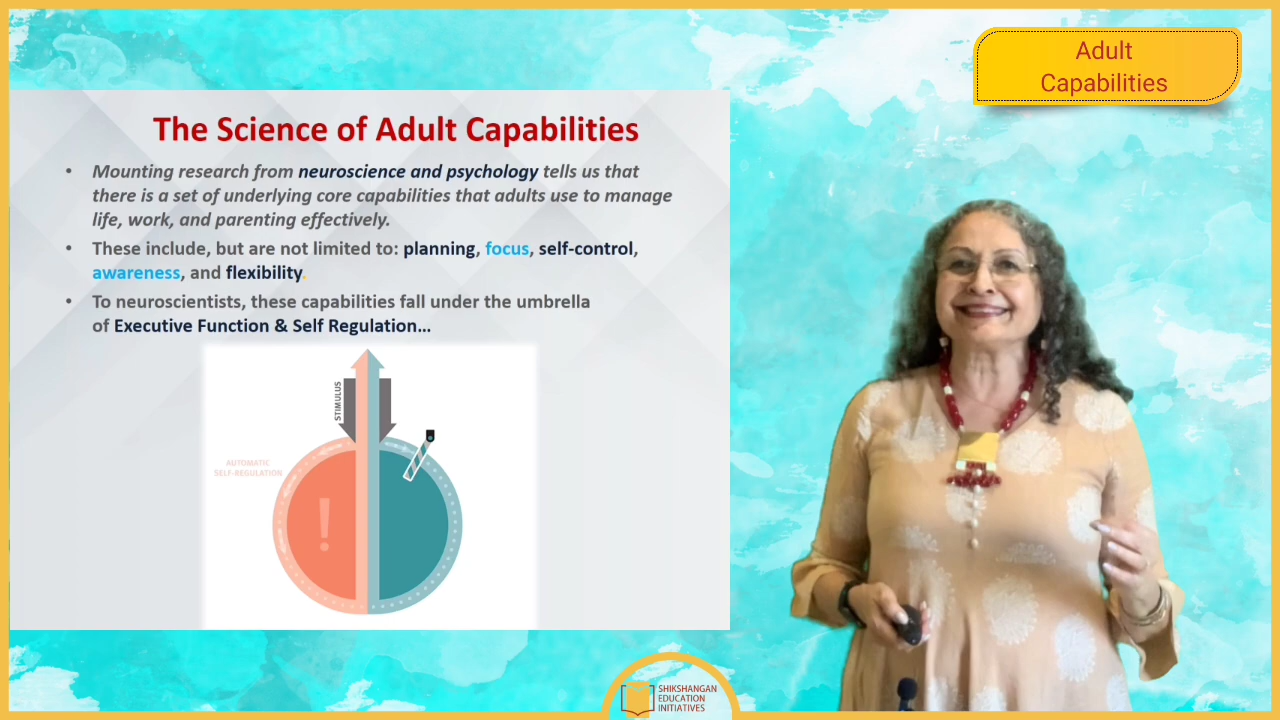 Adult
Capabilities
The Science of Adult Capabilities
• Mounting research from neuroscience and psychology tells us that
there is a set of underlying core capabilities that adults use to manage
life, work, and parenting effectively.
• These include, but are not limited to: planning, focus, self-control,
awareness, and flexibility.
• To neuroscientists, these capabilities fall under the umbrella
of Executive Function & Self Regulation...
STIMULUS
AUTOMATIC
SELF-REGULATION
!
SHIKSHANGAN
EDUCATION
INITIATIVES